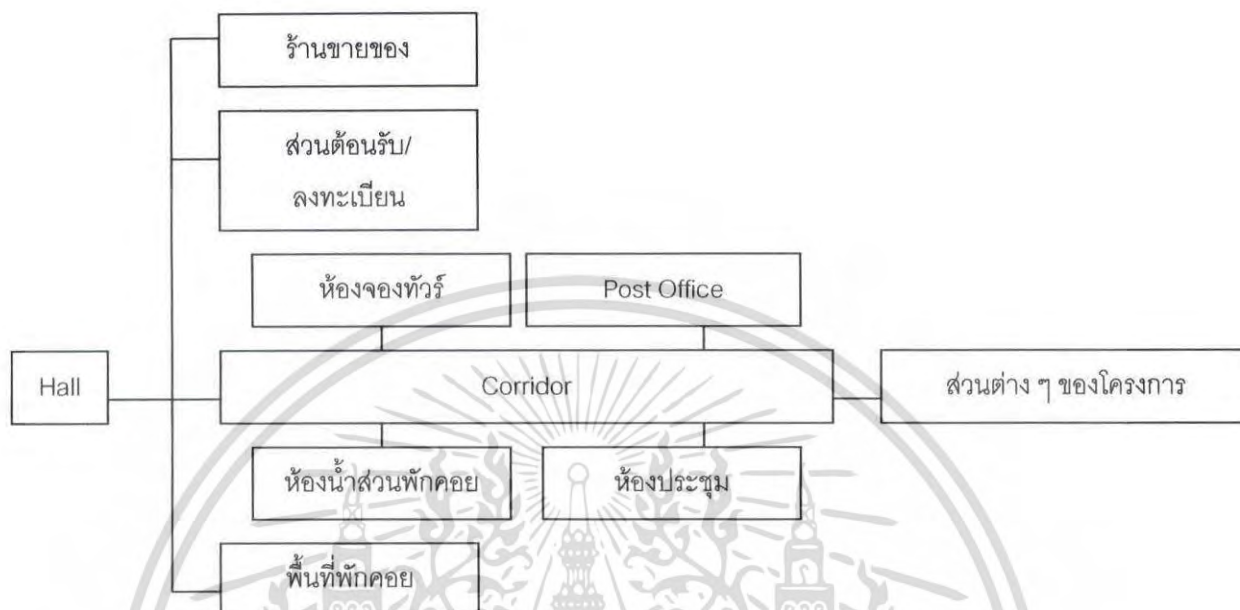 ร้านขายของ
ส่วนต้อนรับ/
ลงทะเบียน
ห้องจองทัวร์
Post Office
Hall
Corridor
ส่วนต่าง ๆ ของโครงการ
ห้องน้ำส่วนพักคอย
ห้องประชุม
พื้นที่พักคอย